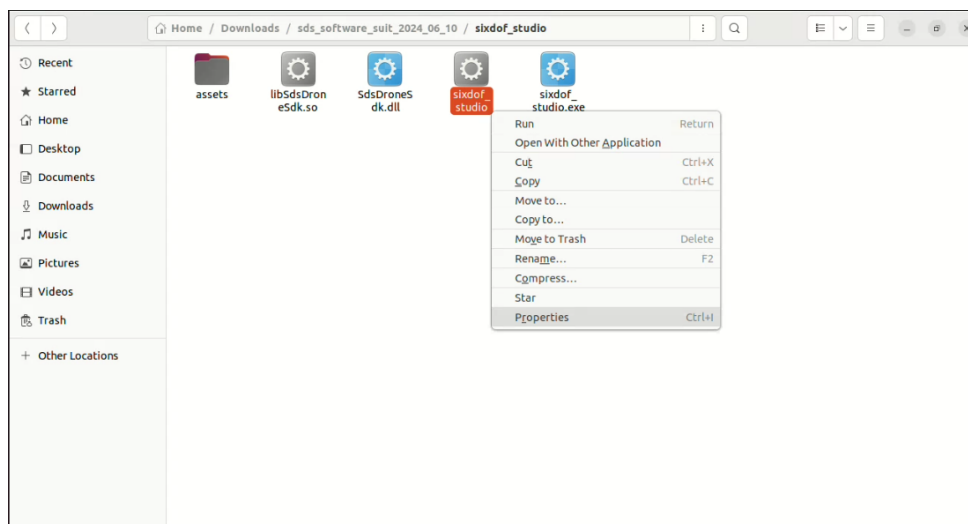 Home / Downloads / sds_software_suit_2024_06_10 / sixdof_studio
Recent
Starred
Home
Desktop
Documents
Downloads
Music
Pictures
Videos
Trash
+ Other Locations
assets
libSdsDron
eSdk.so
SdsDroneS
dk.dll
sixdof_
studio
sixdof_
studio.exe
Run Return
Open With Other Application
Cut Ctrl+X
Copy Ctrl+C
Move to…
Copy to…
Move to Trash Delete
Rename… F2
Compress…
Star
Properties Ctrl+I